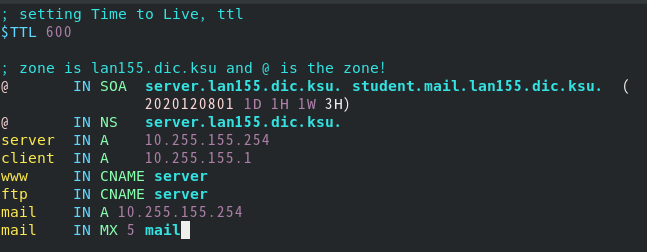 ; setting Time to Live, ttl
$TTL 600
; zone is lan155.dic.ksu and @ is the zone!
@ IN SOA server.lan155.dic.ksu. student.mail.lan155.dic.ksu. (
2020120801 1D 1H 1W 3H)
@ IN NS server.lan155.dic.ksu.
server IN A 10.255.155.254
client IN A 10.255.155.1
www IN CNAME server
ftp IN CNAME server
mail IN A 10.255.155.254
mail IN MX 5 mail